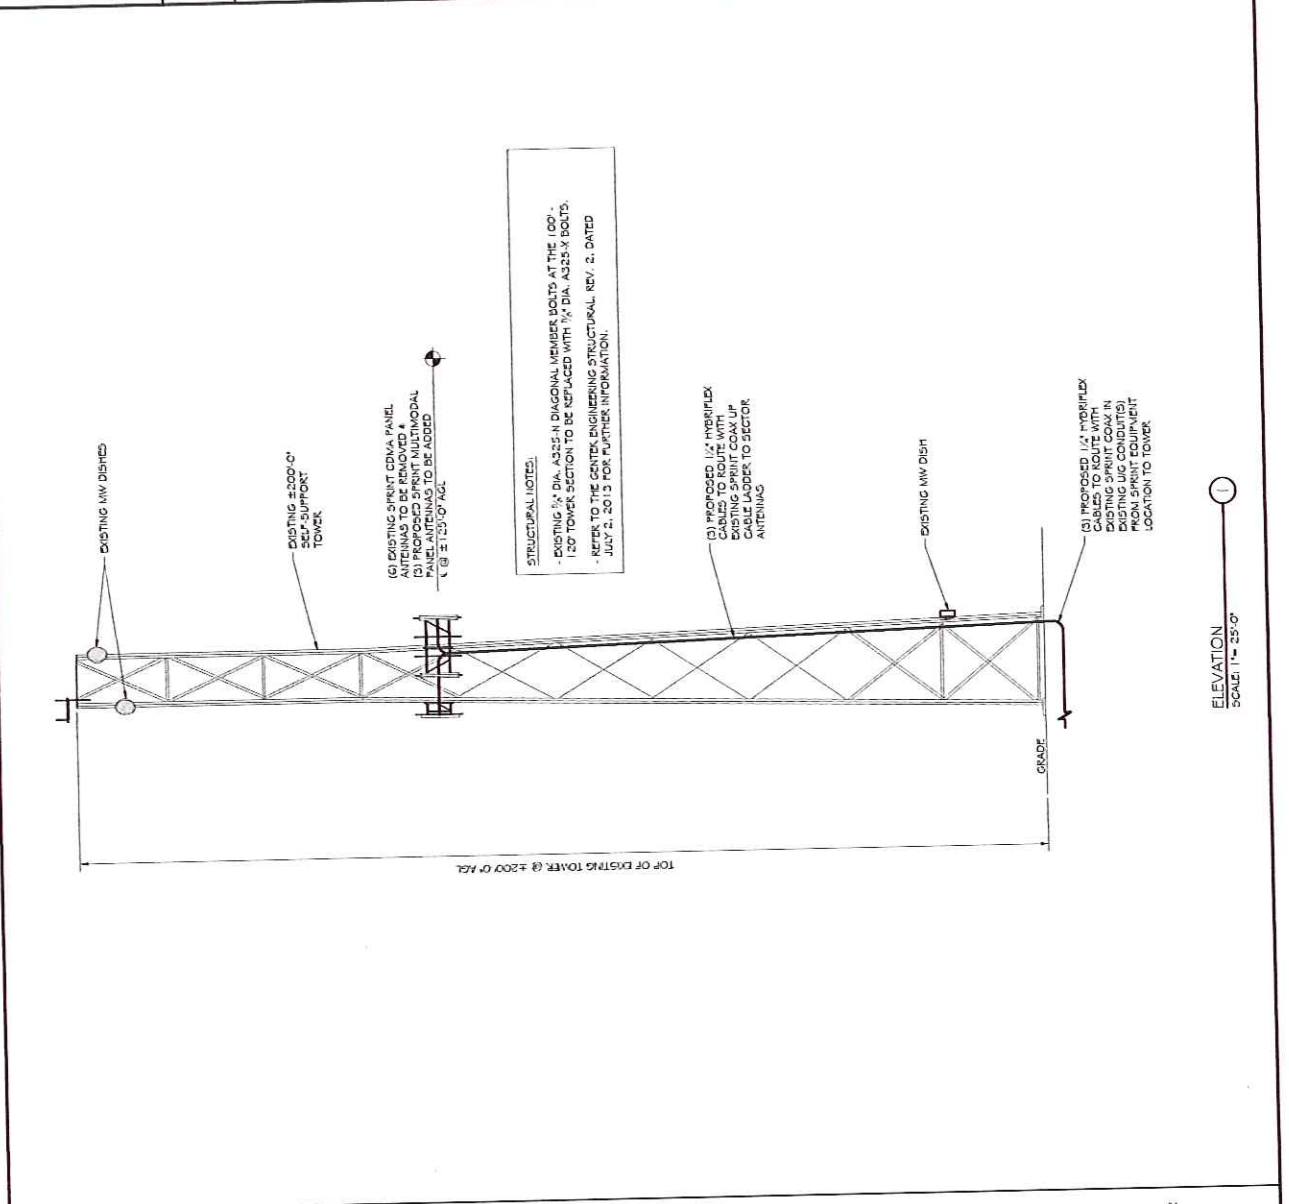 EXISTING MW DISHES
EXISTING ±200'-0"
SELF-SUPPORT
TOWER
(6) EXISTING SPRINT CDMA PANEL
ANTENNAS TO BE REMOVED &
(3) PROPOSED SPRINT MULTIMODAL
PANEL ANTENNAS TO BE ADDED
℄ @ ±125'-0" AGL
STRUCTURAL NOTES:
- EXISTING DIA. A325-N DIAGONAL MEMBER BOLTS AT THE 100' -
120' TOWER SECTION TO BE REPLACED WITH DIA. A325-X BOLTS.
- REFER TO THE GENTEK ENGINEERING STRUCTURAL, REV. 2, DATED
JULY 2, 2013 FOR FURTHER INFORMATION.
(3) PROPOSED 1¼" HYBRIFLEX
CABLES TO ROUTE WITH
EXISTING SPRINT COAX UP
CABLE LADDER TO SECTOR
ANTENNAS
EXISTING MW DISH
(3) PROPOSED 1¼" HYBRIFLEX
CABLES TO ROUTE WITH
EXISTING SPRINT COAX IN
EXISTING U/G CONDUIT(S)
FROM SPRINT EQUIPMENT
LOCATION TO TOWER
GRADE
TOP OF EXISTING TOWER @ ±200'-0" AGL
ELEVATION
SCALE: 1" = 25'-0"
1